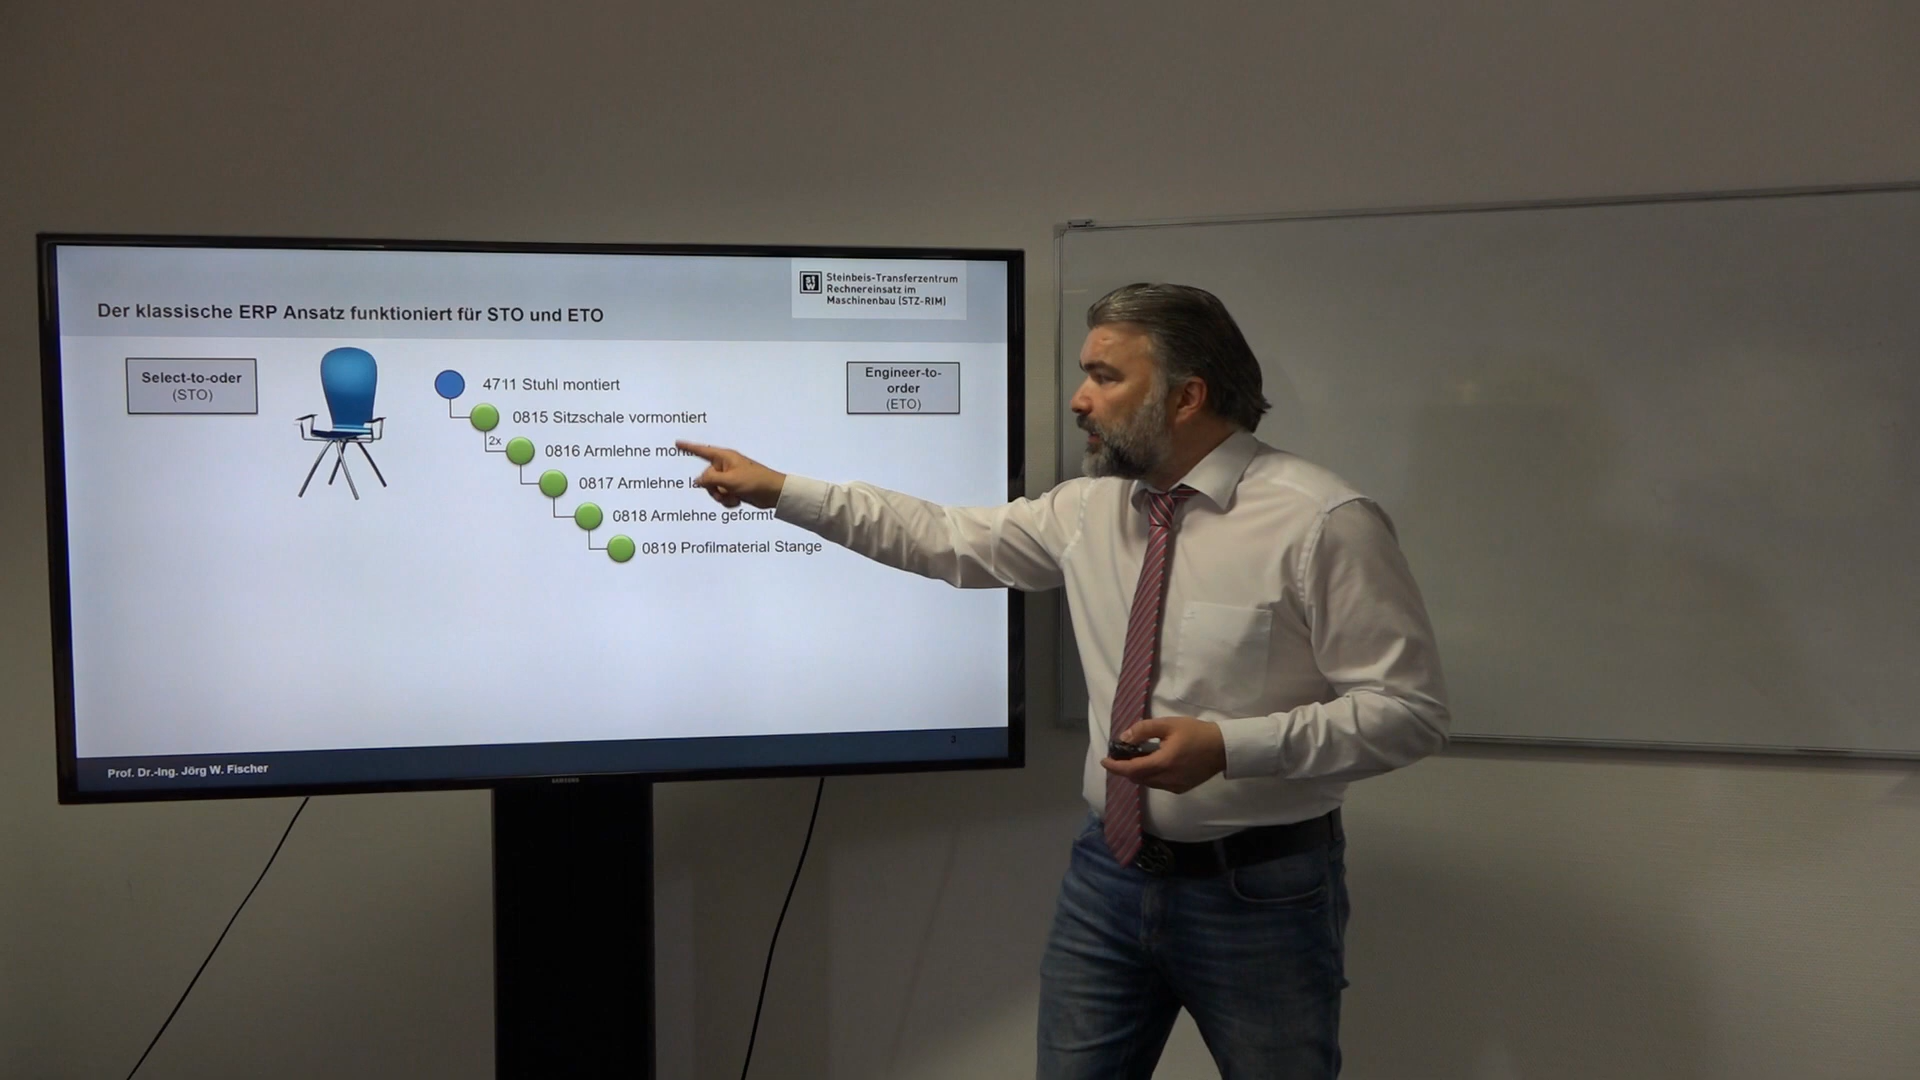 Steinbeis-Transferzentrum
Rechnereinsatz im
Maschinenbau (STZ-RIM)
Der klassische ERP Ansatz funktioniert für STO und ETO
Select-to-oder
(STO)
4711 Stuhl montiert
Engineer-to-
order
(ETO)
0815 Sitzschale vormontiert
2x
0816 Armlehne
0817 Armlehne
0818 Armlehne geformt
0819 Profilmaterial Stange
3
Prof. Dr.-Ing. Jörg W. Fischer
SAMSUNG